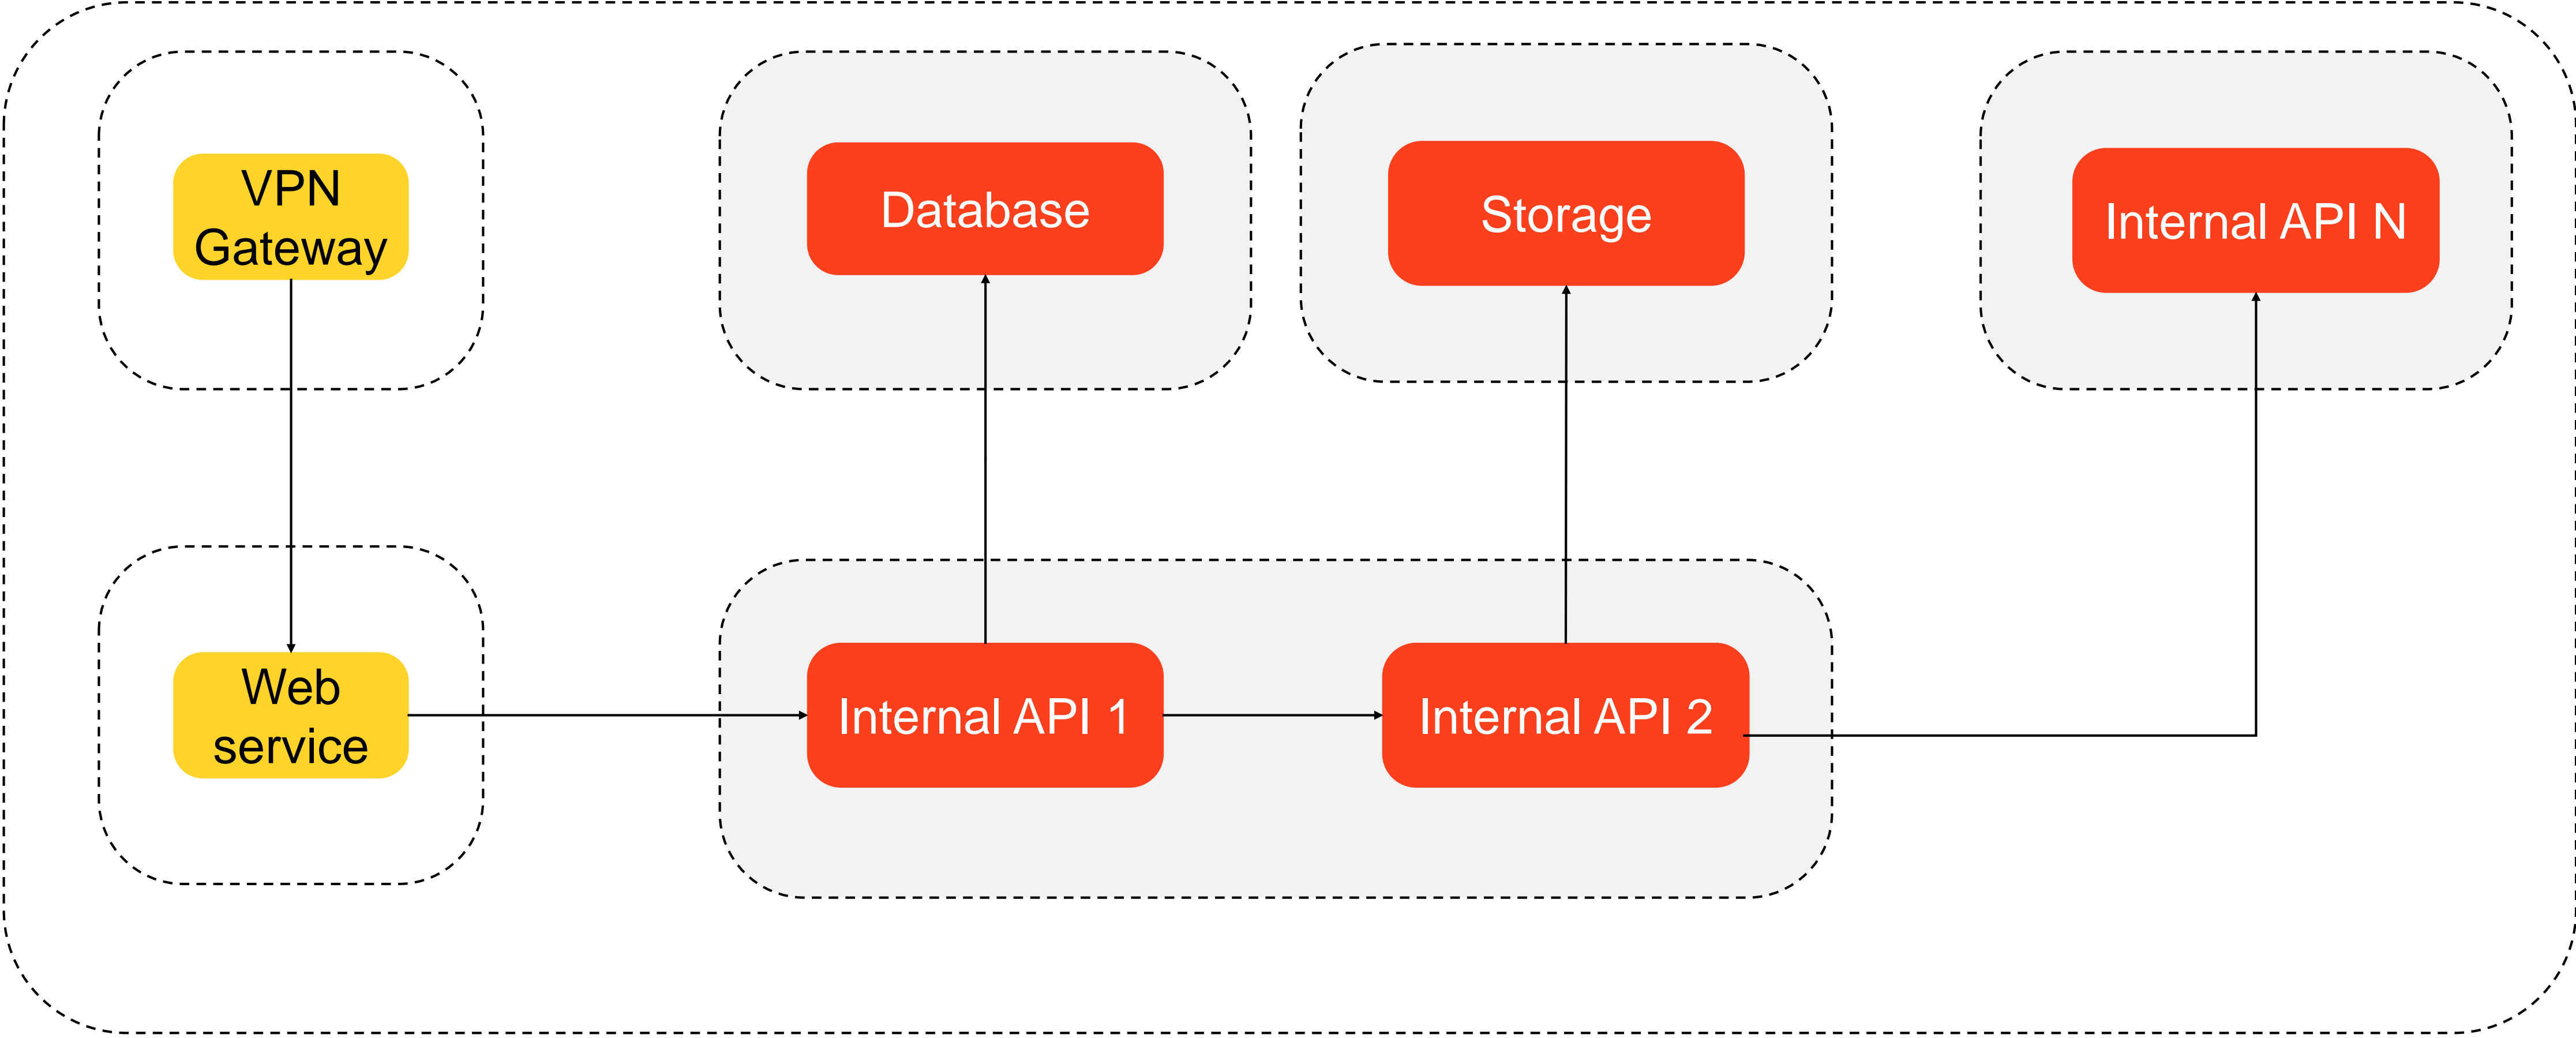 VPN
Gateway
Database
Storage
Internal API N
Web
service
Internal API 1
Internal API 2